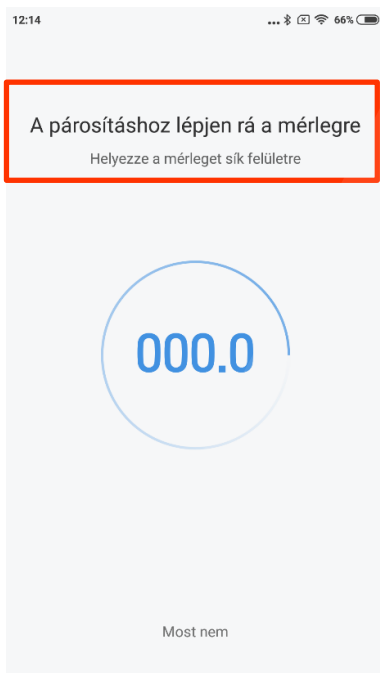 12:14 ... 66%
A párosításhoz lépjen rá a mérlegre
Helyezze a mérleget sík felületre
000.0
Most nem